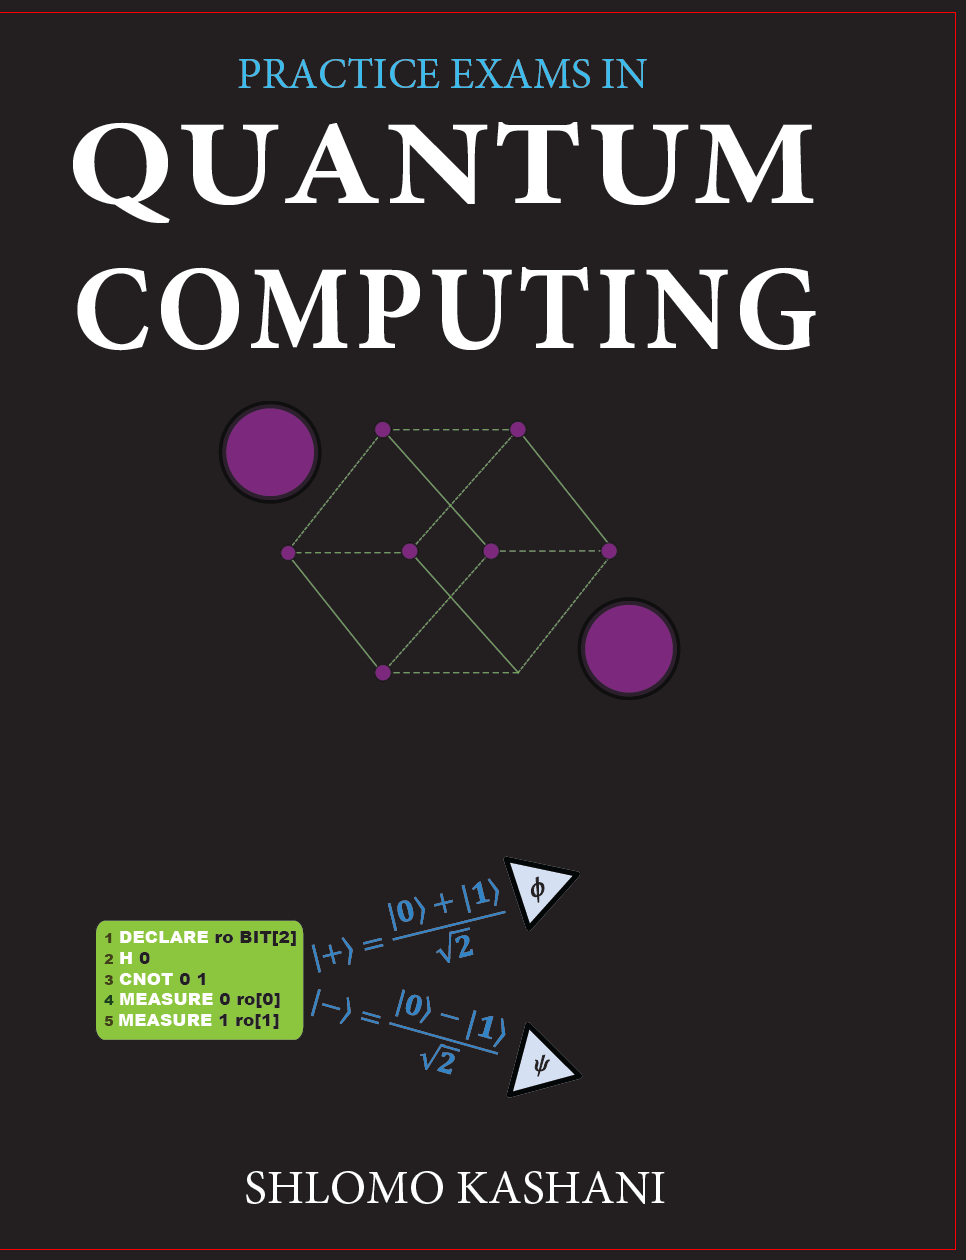 PRACTICE EXAMS IN
QUANTUM
COMPUTING
1 DECLARE ro BIT[2]
2 H 0
3 CNOT 0 1
4 MEASURE 0 ro[0]
5 MEASURE 1 ro[1]
|+⟩ = |0⟩ + |1⟩
√2
ϕ
|−⟩ = |0⟩ − |1⟩
√2
ψ
SHLOMO KASHANI